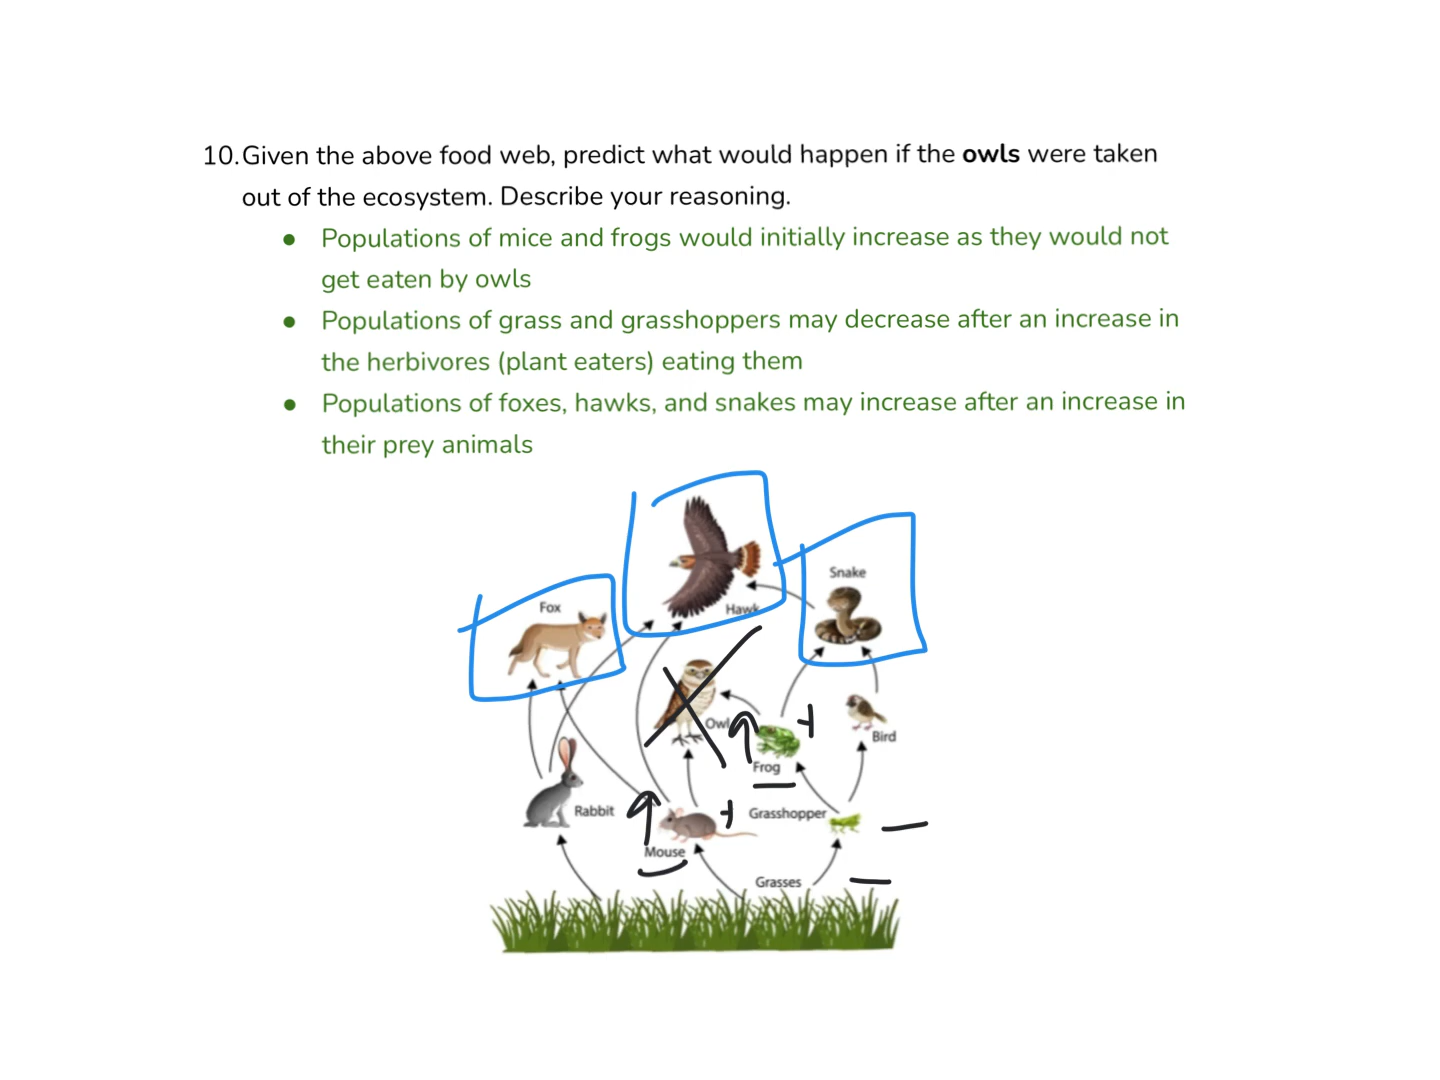 10. Given the above food web, predict what would happen if the owls were taken
out of the ecosystem. Describe your reasoning.
● Populations of mice and frogs would initially increase as they would not
get eaten by owls
● Populations of grass and grasshoppers may decrease after an increase in
the herbivores (plant eaters) eating them
● Populations of foxes, hawks, and snakes may increase after an increase in
their prey animals
Snake
Fox
Hawk
Owl
Bird
Frog
Rabbit
Grasshopper
Mouse
Grasses